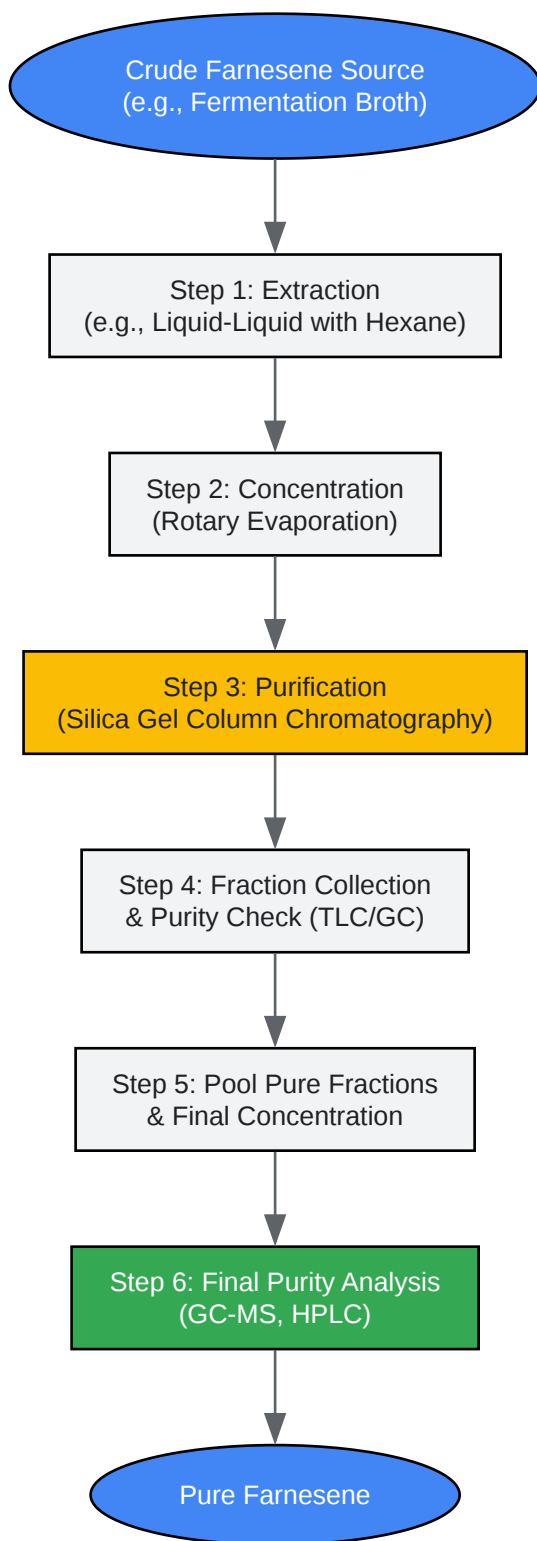 Crude Farnesene Source
(e.g., Fermentation Broth)
Step 1: Extraction
(e.g., Liquid-Liquid with Hexane)
Step 2: Concentration
(Rotary Evaporation)
Step 3: Purification
(Silica Gel Column Chromatography)
Step 4: Fraction Collection
& Purity Check (TLC/GC)
Step 5: Pool Pure Fractions
& Final Concentration
Step 6: Final Purity Analysis
(GC-MS, HPLC)
Pure Farnesene